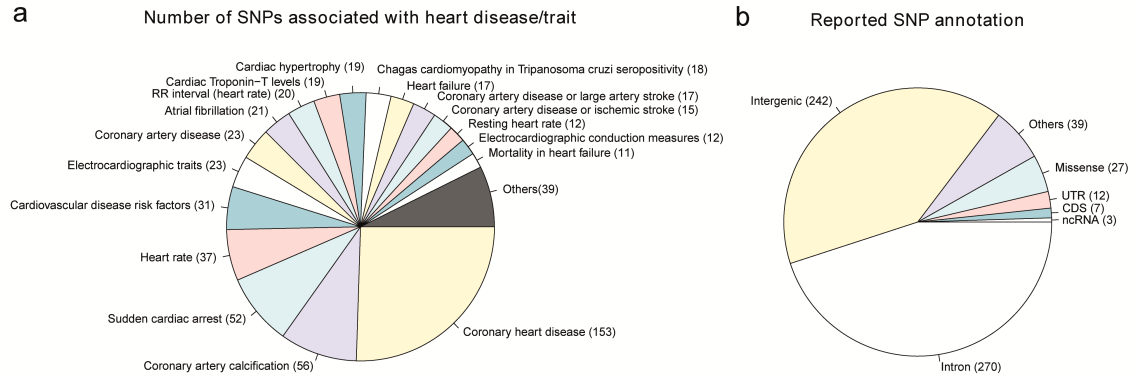 a
Number of SNPs associated with heart disease/trait
Cardiac hypertrophy (19)
Chagas cardiomyopathy in Tripanosoma cruzi seropositivity (18)
Cardiac Troponin−T levels (19)
Heart failure (17)
RR interval (heart rate) (20)
Coronary artery disease or large artery stroke (17)
Atrial fibrillation (21)
Coronary artery disease or ischemic stroke (15)
Resting heart rate (12)
Coronary artery disease (23)
Electrocardiographic conduction measures (12)
Mortality in heart failure (11)
Electrocardiographic traits (23)
Others(39)
Cardiovascular disease risk factors (31)
Heart rate (37)
Sudden cardiac arrest (52)
Coronary heart disease (153)
Coronary artery calcification (56)
b
Reported SNP annotation
Intergenic (242)
Others (39)
Missense (27)
UTR (12)
CDS (7)
ncRNA (3)
Intron (270)